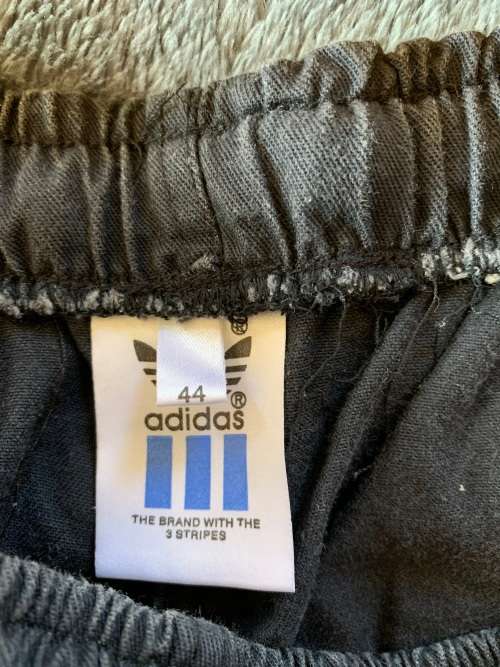 ®
44
®
adidas
THE BRAND WITH THE
3 STRIPES